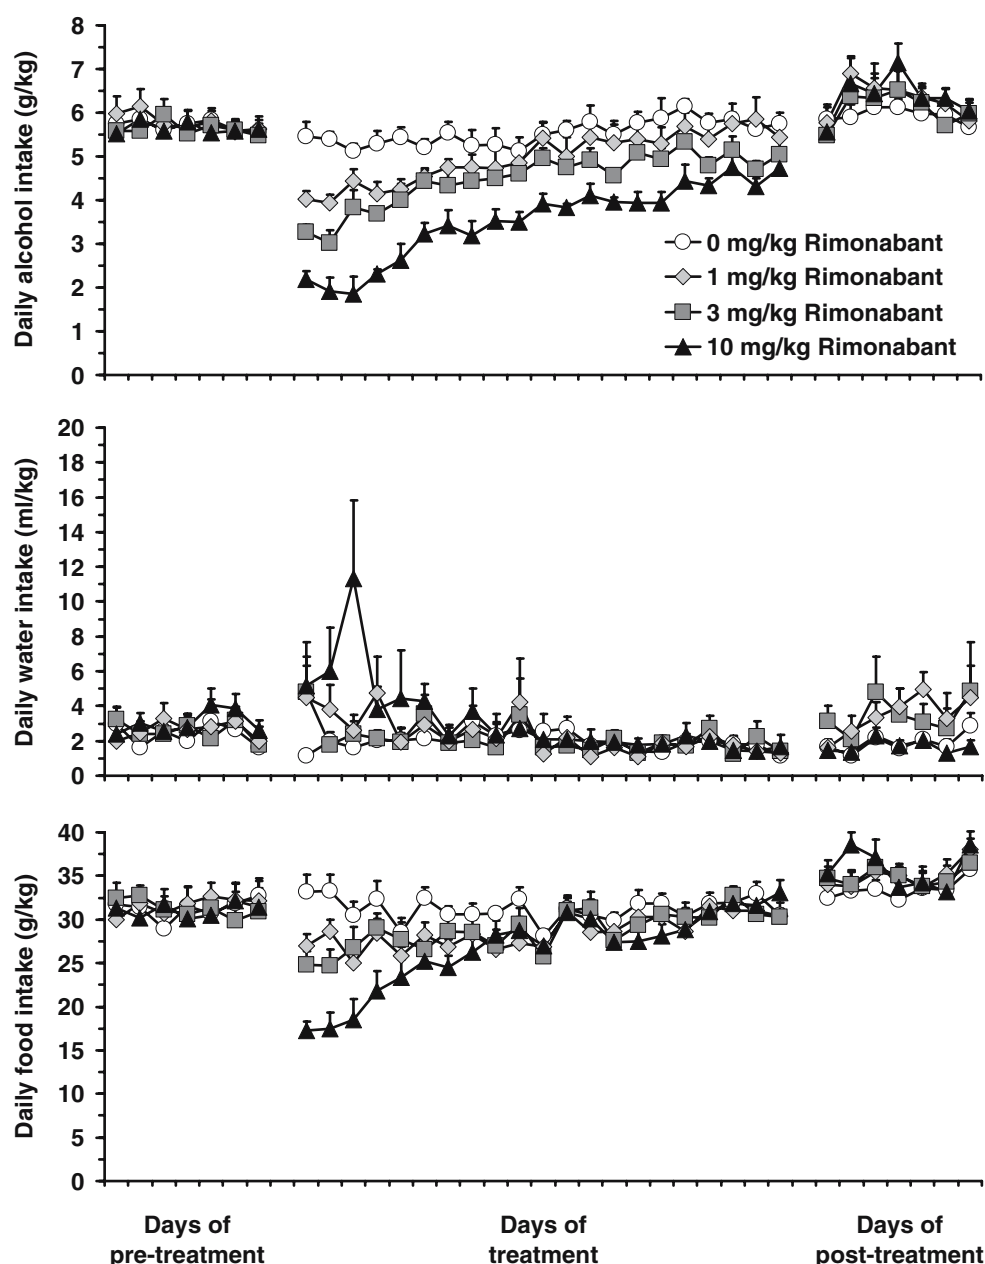 Daily alcohol intake (g/kg)
8
7
6
5
4
3
2
1
0
0 mg/kg Rimonabant
1 mg/kg Rimonabant
3 mg/kg Rimonabant
10 mg/kg Rimonabant
Daily water intake (ml/kg)
20
18
16
14
12
10
8
6
4
2
0
Daily food intake (g/kg)
40
35
30
25
20
15
10
5
0
Days of
pre-treatment
Days of
treatment
Days of
post-treatment